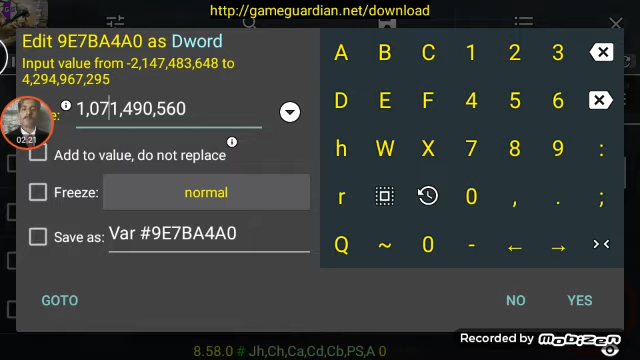 http://gameguardian.net/download
Edit 9E7BA4A0 as Dword
Input value from -2,147,483,648 to
4,294,967,295
1,071,490,560
02:21
Add to value, do not replace
Freeze:
normal
Save as:
Var #9E7BA4A0
GOTO
NO
YES
A B C 1 2 3
D E F 4 5 6
h W X 7 8 9 :
r 0 , . ;
Q ~ 0 - ← → ><
Recorded by MOBIZEN
8.58.0 # Jh,Ch,Ca,Cd,Cb,PS,A 0